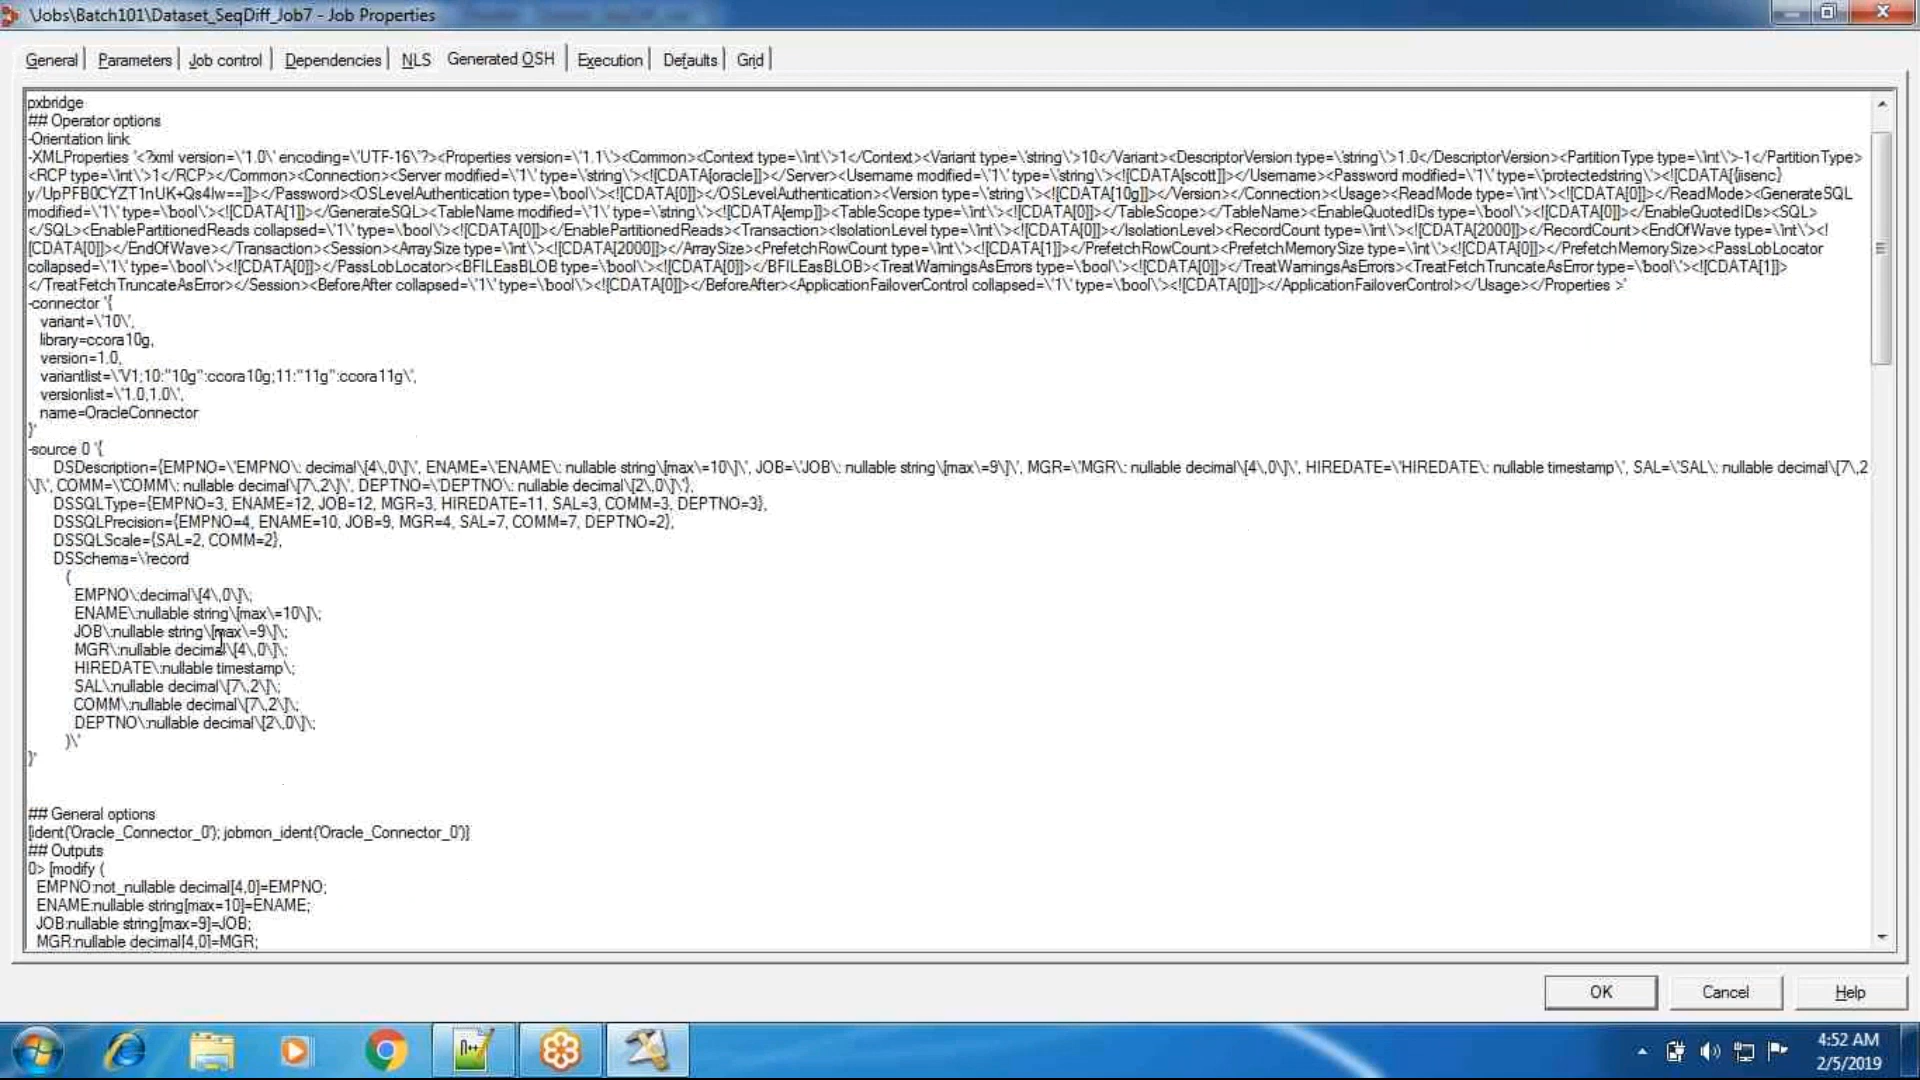 \Jobs\Batch101\Dataset_SeqDiff_Job7 - Job Properties
General Parameters Job control Dependencies NLS Generated OSH Execution Defaults Grid
pxbridge
## Operator options
-Orientation link
-XMLProperties '<?xml version=\'1.0\' encoding=\'UTF-16\'?><Properties version=\'1.1\'><Common><Context type=\'int\'>1</Context><Variant type=\'string\'>10</Variant><DescriptorVersion type=\'string\'>1.0</DescriptorVersion><PartitionType type=\'int\'>-1</PartitionType>
<RCP type=\'int\'>1</RCP></Common><Connection><Server modified=\'1\' type=\'string\'><![CDATA[oracle]]></Server><Username modified=\'1\' type=\'string\'><![CDATA[scott]]></Username><Password modified=\'1\' type=\'protectedstring\'><![CDATA[{iisenc}
y/UpPFB0CYZT1nUK+Qs4lw==]]></Password><OSLevelAuthentication type=\'bool\'><![CDATA[0]]></OSLevelAuthentication><Version type=\'string\'><![CDATA[10g]]></Version></Connection><Usage><ReadMode type=\'int\'><![CDATA[0]]></ReadMode><GenerateSQL
modified=\'1\' type=\'bool\'><![CDATA[1]]></GenerateSQL><TableName modified=\'1\' type=\'string\'><![CDATA[emp]]><TableScope type=\'int\'><![CDATA[0]]></TableScope></TableName><EnableQuotedIDs type=\'bool\'><![CDATA[0]]></EnableQuotedIDs><SQL>
</SQL><EnablePartitionedReads collapsed=\'1\' type=\'bool\'><![CDATA[0]]></EnablePartitionedReads><Transaction><IsolationLevel type=\'int\'><![CDATA[0]]></IsolationLevel><RecordCount type=\'int\'><![CDATA[2000]]></RecordCount><EndOfWave type=\'int\'><!
[CDATA[0]]></EndOfWave></Transaction><Session><ArraySize type=\'int\'><![CDATA[2000]]></ArraySize><PrefetchRowCount type=\'int\'><![CDATA[1]]></PrefetchRowCount><PrefetchMemorySize type=\'int\'><![CDATA[0]]></PrefetchMemorySize><PassLobLocator
collapsed=\'1\' type=\'bool\'><![CDATA[0]]></PassLobLocator><BFILEasBLOB type=\'bool\'><![CDATA[0]]></BFILEasBLOB><TreatWarningsAsErrors type=\'bool\'><![CDATA[0]]></TreatWarningsAsErrors><TreatFetchTruncateAsError type=\'bool\'><![CDATA[1]]>
</TreatFetchTruncateAsError></Session><BeforeAfter collapsed=\'1\' type=\'bool\'><![CDATA[0]]></BeforeAfter><ApplicationFailoverControl collapsed=\'1\' type=\'bool\'><![CDATA[0]]></ApplicationFailoverControl></Usage></Properties >'
-connector '{
variant=\'10\',
library=ccora10g,
version=1.0,
variantlist=\'V1;10:"10g":ccora10g;11:"11g":ccora11g\',
versionlist=\'1.0,1.0\',
name=OracleConnector
}'
-source 0 '{
DSDescription={EMPNO=\'EMPNO\: decimal\[4\,0\]\', ENAME=\'ENAME\: nullable string\[max\=10\]\', JOB=\'JOB\: nullable string\[max\=9\]\', MGR=\'MGR\: nullable decimal\[4\,0\]\', HIREDATE=\'HIREDATE\: nullable timestamp\', SAL=\'SAL\: nullable decimal\[7\,2
\]\', COMM=\'COMM\: nullable decimal\[7\,2\]\', DEPTNO=\'DEPTNO\: nullable decimal\[2\,0\]\'},
DSSQLType={EMPNO=3, ENAME=12, JOB=12, MGR=3, HIREDATE=11, SAL=3, COMM=3, DEPTNO=3},
DSSQLPrecision={EMPNO=4, ENAME=10, JOB=9, MGR=4, SAL=7, COMM=7, DEPTNO=2},
DSSQLScale={SAL=2, COMM=2},
DSSchema=\'record
(
EMPNO\:decimal\[4\,0\]\;
ENAME\:nullable string\[max\=10\]\;
JOB\:nullable string\[max\=9\]\;
MGR\:nullable decimal\[4\,0\]\;
HIREDATE\:nullable timestamp\;
SAL\:nullable decimal\[7\,2\]\;
COMM\:nullable decimal\[7\,2\]\;
DEPTNO\:nullable decimal\[2\,0\]\;
)\'
}'
## General options
[ident('Oracle_Connector_0'); jobmon_ident('Oracle_Connector_0')]
## Outputs
0> [modify (
EMPNO:not_nullable decimal[4,0]=EMPNO;
ENAME:nullable string[max=10]=ENAME;
JOB:nullable string[max=9]=JOB;
MGR:nullable decimal[4,0]=MGR;
OK Cancel Help
4:52 AM
2/5/2019